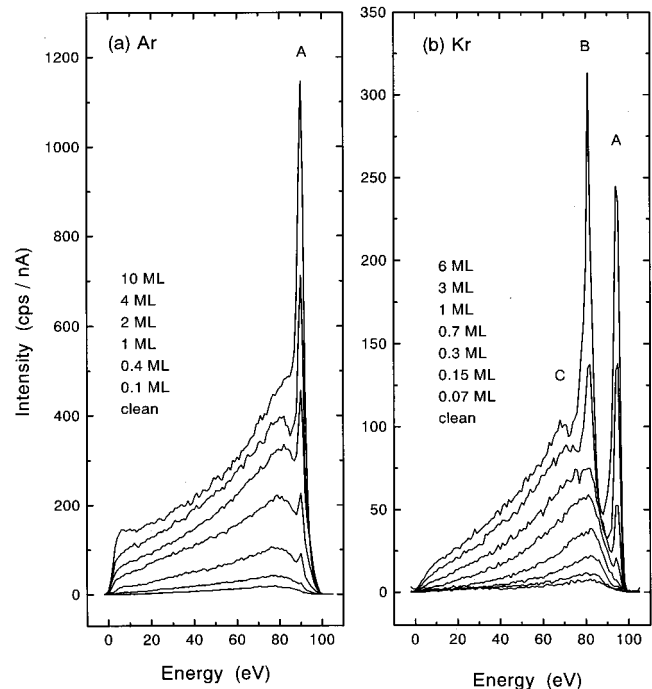 (a) Ar
A
1200
1000
800
600
400
200
0
Intensity (cps / nA)
10 ML
4 ML
2 ML
1 ML
0.4 ML
0.1 ML
clean
0 20 40 60 80 100
Energy (eV)
350
(b) Kr
B
A
300
250
200
150
100
50
0
6 ML
3 ML
1 ML
0.7 ML
0.3 ML
0.15 ML
0.07 ML
clean
C
0 20 40 60 80 100
Energy (eV)